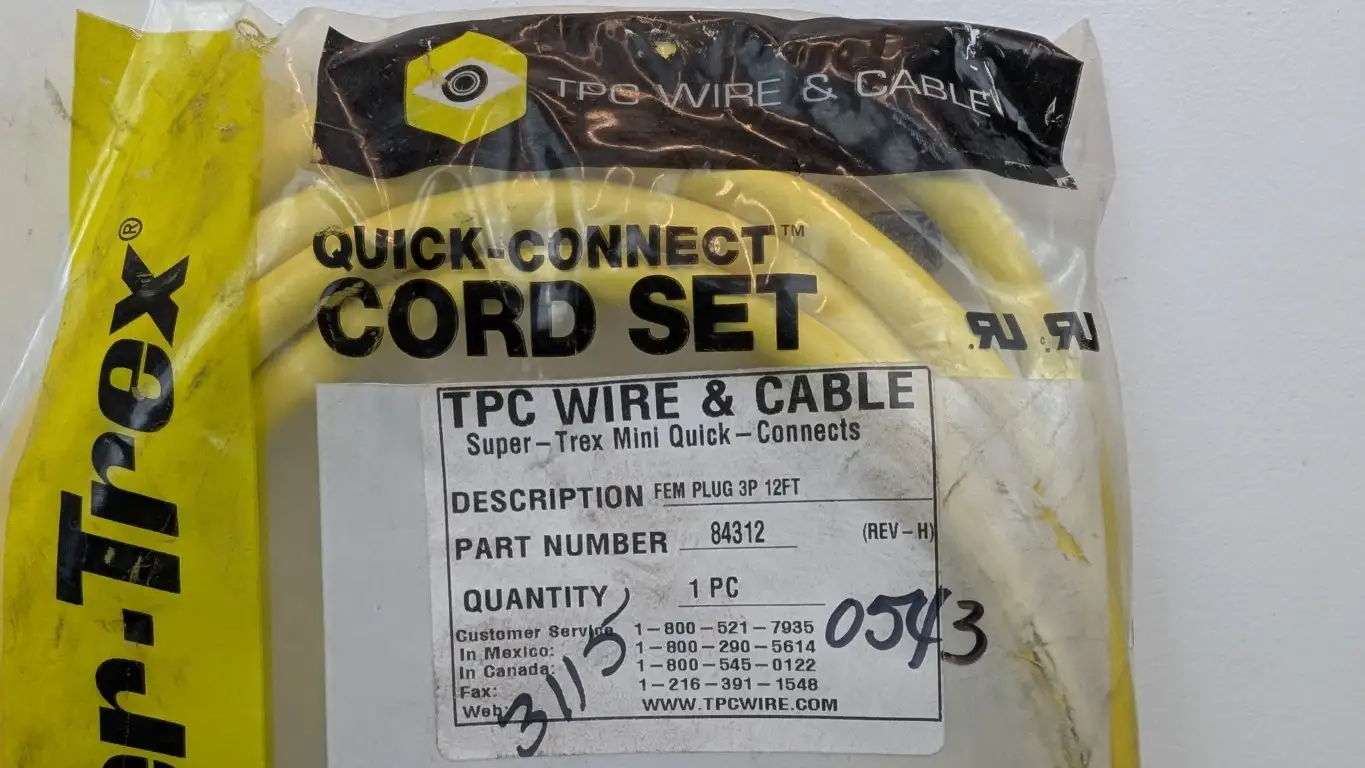 TPC WIRE & CABLE
er-Trex®
QUICK-CONNECT™
CORD SET
TPC WIRE & CABLE
Super-Trex Mini Quick-Connects
DESCRIPTION FEM PLUG 3P 12FT
PART NUMBER 84312 (REV-H)
QUANTITY 1 PC
0543
Customer Service 1-800-521-7935
In Mexico: 1-800-290-5614
In Canada: 1-800-545-0122
Fax: 1-216-391-1548
Web: WWW.TPCWIRE.COM
3115